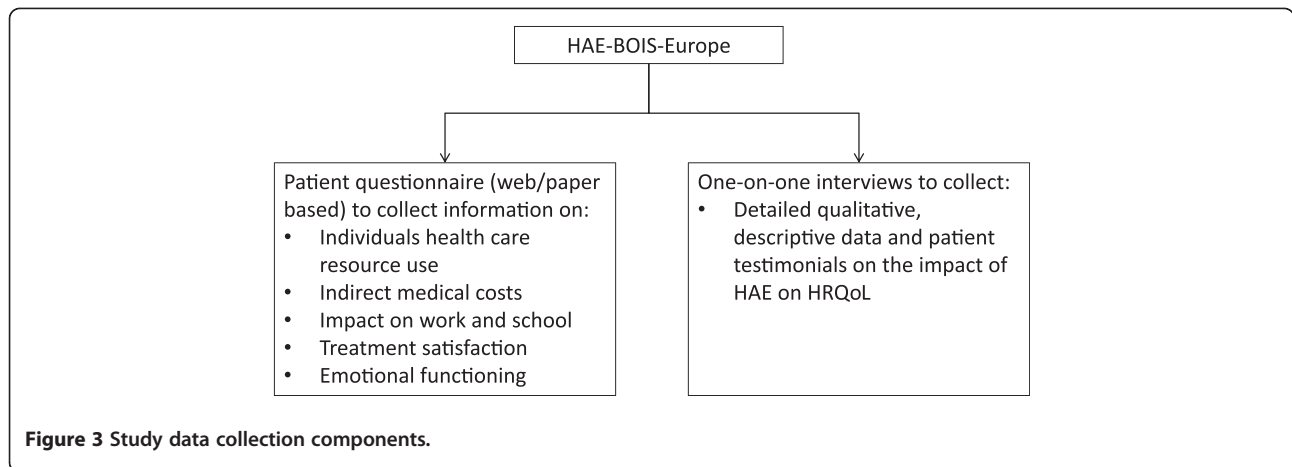 HAE-BOIS-Europe
Patient questionnaire (web/paper
based) to collect information on:
• Individuals health care
resource use
• Indirect medical costs
• Impact on work and school
• Treatment satisfaction
• Emotional functioning
One-on-one interviews to collect:
• Detailed qualitative,
descriptive data and patient
testimonials on the impact of
HAE on HRQoL
Figure 3 Study data collection components.